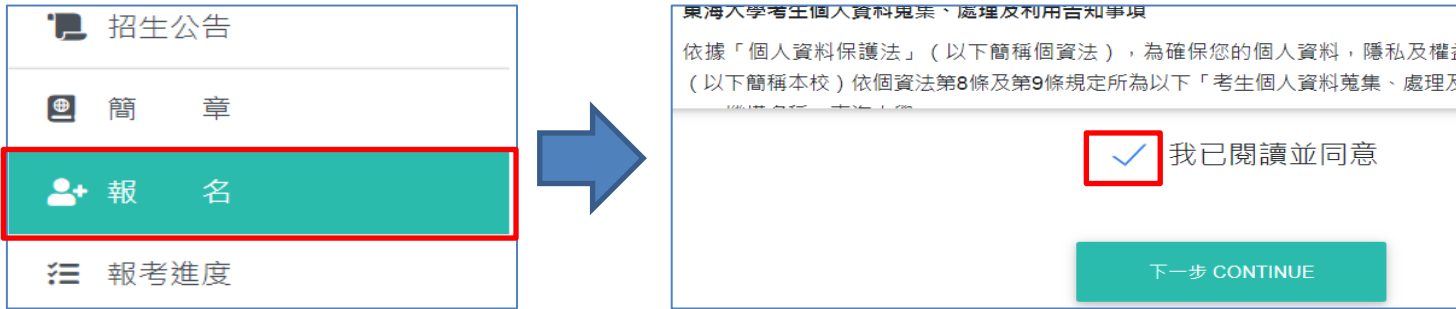 招生公告
簡 章
報 名
報考進度
東海大學考生個人資料蒐集、處理及利用告知事項
依據「個人資料保護法」（以下簡稱個資法），為確保您的個人資料，隱私及權益
（以下簡稱本校）依個資法第8條及第9條規定所為以下「考生個人資料蒐集、處理及
我已閱讀並同意
下一步 CONTINUE